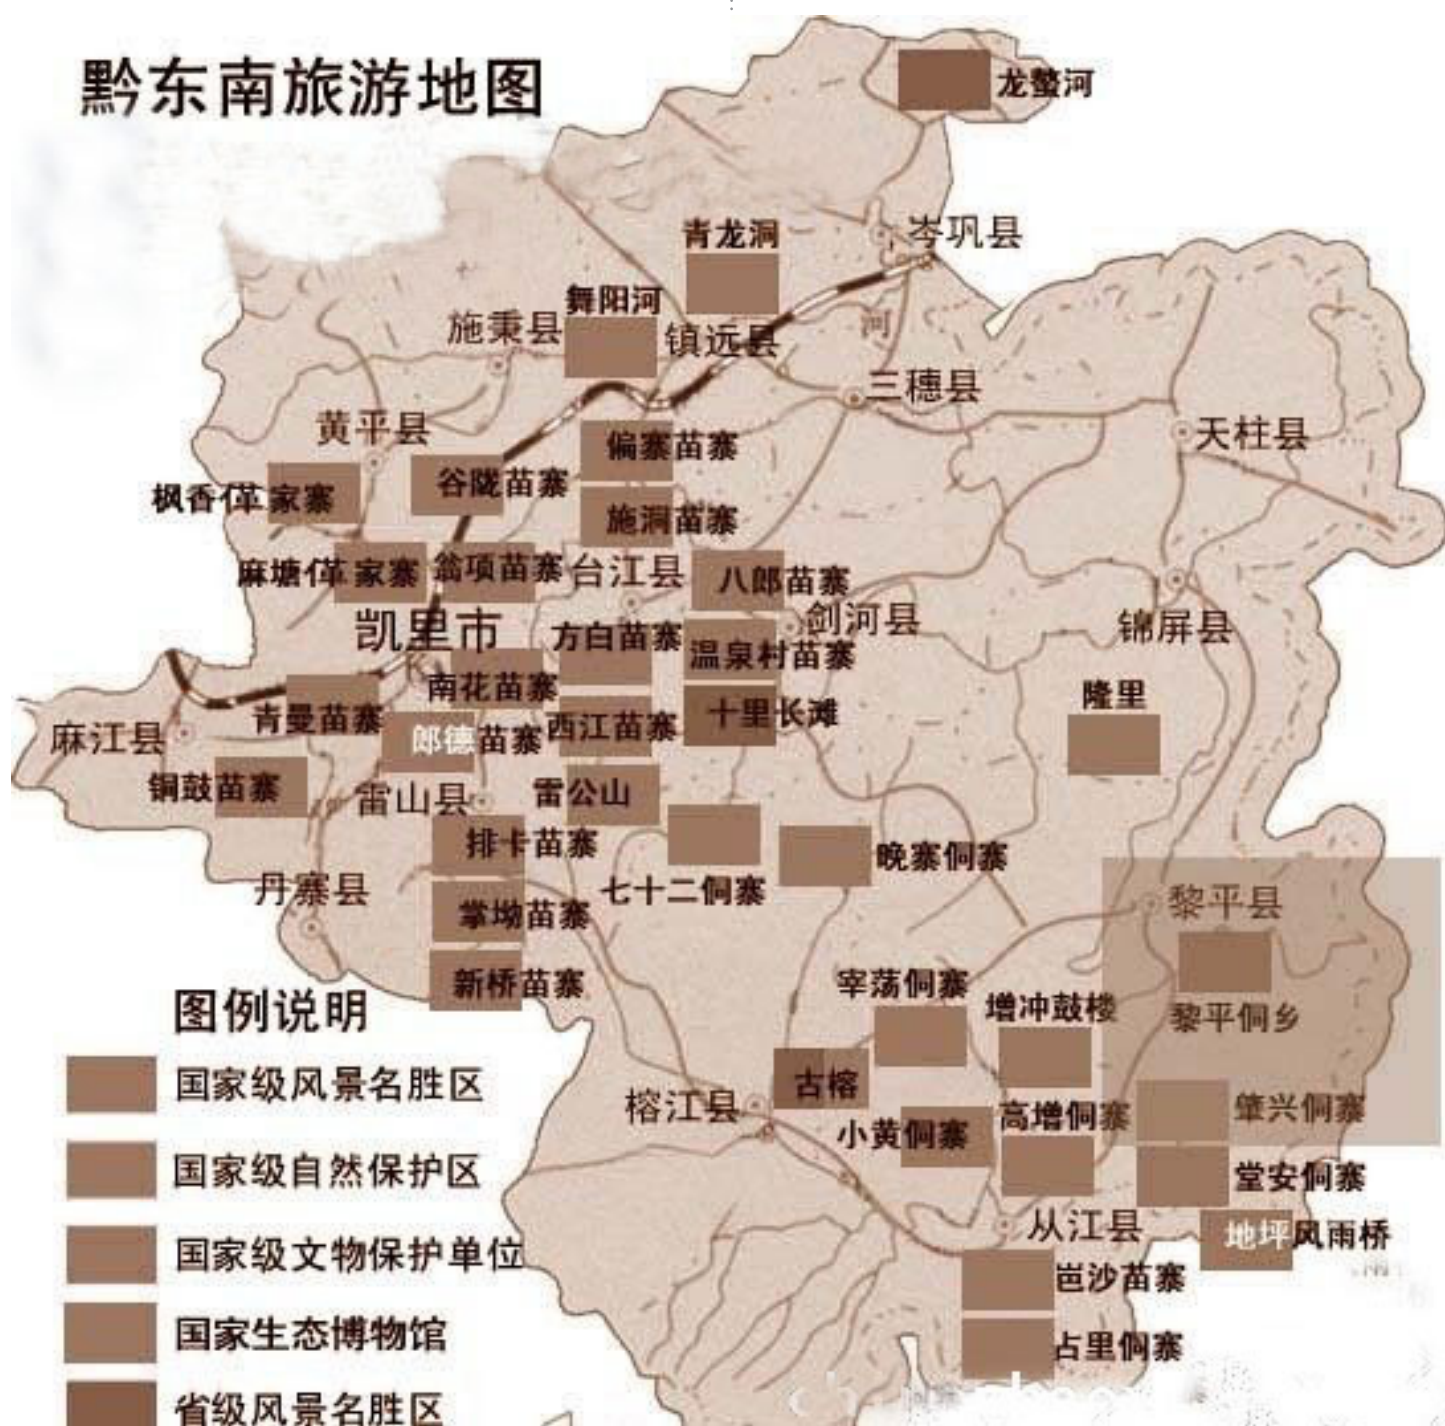 黔东南旅游地图
龙鳌河
岑巩县
青龙洞
舞阳河
施秉县
镇远县
河
三穗县
黄平县
天柱县
偏寨苗寨
谷陇苗寨
枫香亻革家寨
施洞苗寨
麻塘亻革家寨
翁项苗寨
台江县
八郎苗寨
剑河县
凯里市
方白苗寨
锦屏县
温泉村苗寨
南花苗寨
隆里
青曼苗寨
十里长滩
麻江县
郎德苗寨
西江苗寨
铜鼓苗寨
雷山县
雷公山
排卡苗寨
晚寨侗寨
丹寨县
七十二侗寨
黎平县
掌坳苗寨
新桥苗寨
宰荡侗寨
增冲鼓楼
黎平侗乡
古榕
榕江县
小黄侗寨
高增侗寨
肇兴侗寨
堂安侗寨
从江县
地坪风雨桥
岜沙苗寨
占里侗寨
图例说明
国家级风景名胜区
国家级自然保护区
国家级文物保护单位
国家生态博物馆
省级风景名胜区